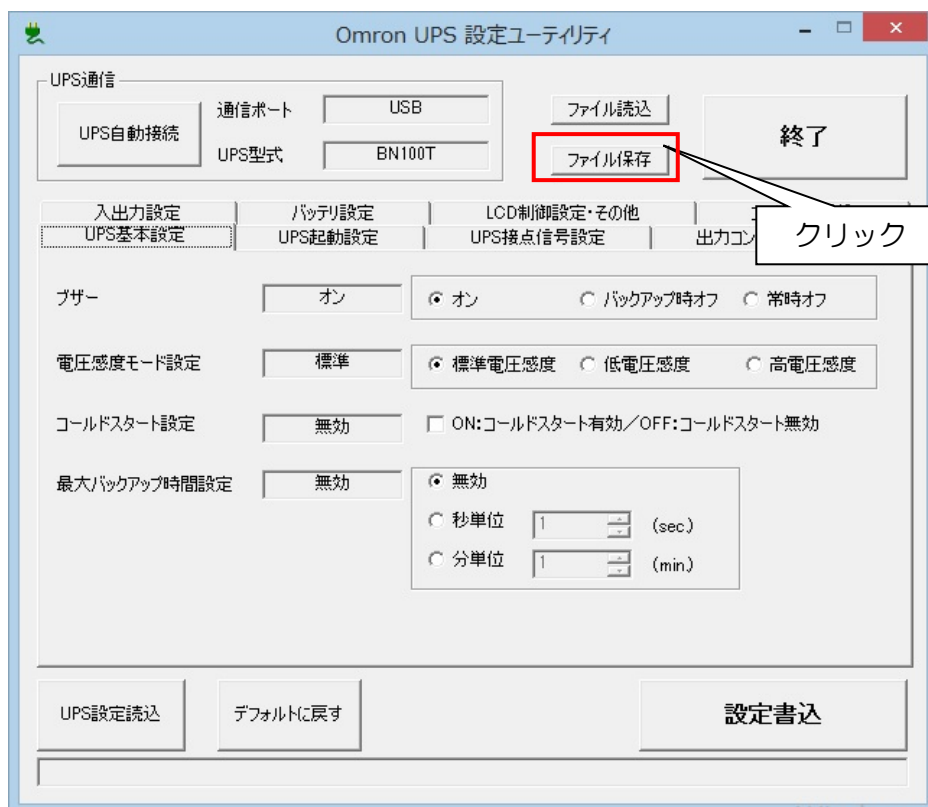 Omron UPS 設定ユーティリティ
UPS通信
UPS自動接続
通信ポート
USB
UPS型式
BN100T
ファイル読込
ファイル保存
終了
クリック
入出力設定
バッテリ設定
LCD制御設定・その他
UPS基本設定
UPS起動設定
UPS接点信号設定
出力コン
ブザー
オン
オン
バックアップ時オフ
常時オフ
電圧感度モード設定
標準
標準電圧感度
低電圧感度
高電圧感度
コールドスタート設定
無効
ON:コールドスタート有効/OFF:コールドスタート無効
最大バックアップ時間設定
無効
無効
秒単位
1
(sec.)
分単位
1
(min.)
UPS設定読込
デフォルトに戻す
設定書込